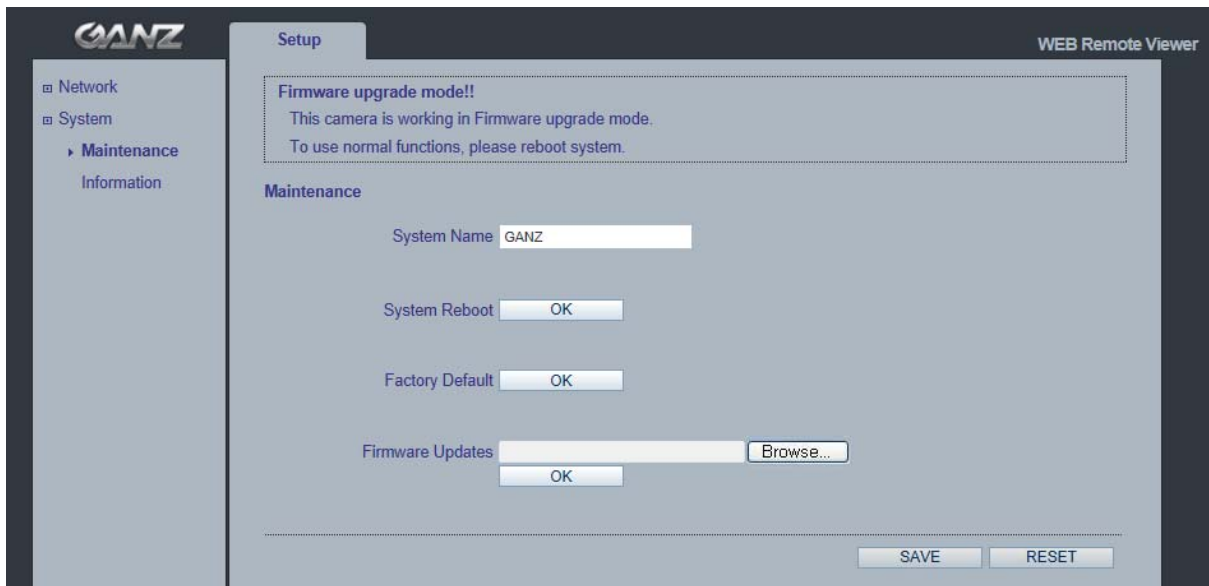 GANZ
Setup
WEB Remote Viewer
Network
System
Maintenance
Information
Firmware upgrade mode!!
This camera is working in Firmware upgrade mode.
To use normal functions, please reboot system.
Maintenance
System Name GANZ
System Reboot OK
Factory Default OK
Firmware Updates Browse...
OK
SAVE RESET